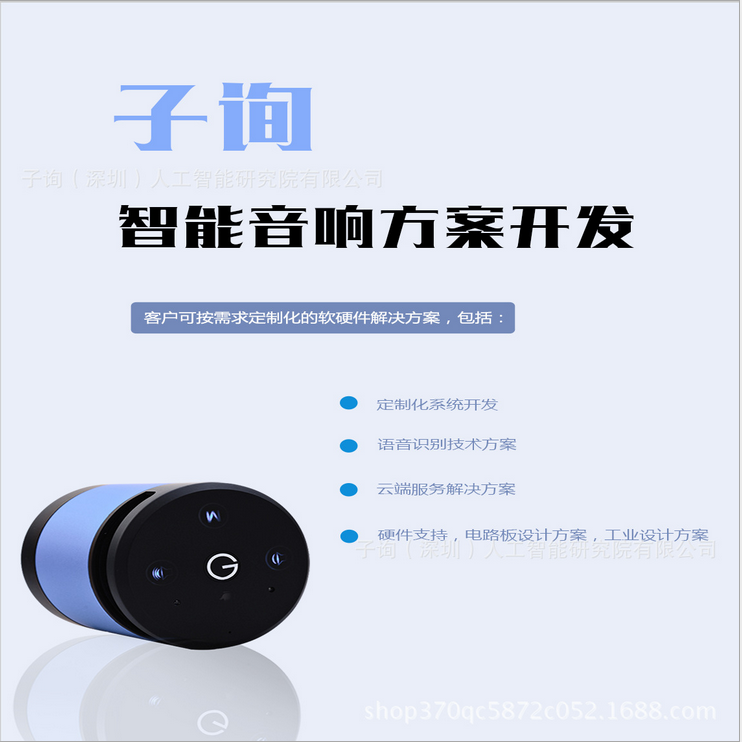 子询
子询（深圳）人工智能研究院有限公司
智能音响方案开发
客户可按需求定制化的软硬件解决方案，包括：
定制化系统开发
语音识别技术方案
云端服务解决方案
硬件支持，电路板设计方案，工业设计方案
子询（深圳）人工智能研究院有限公司
shop370qc5872c052.1688.com